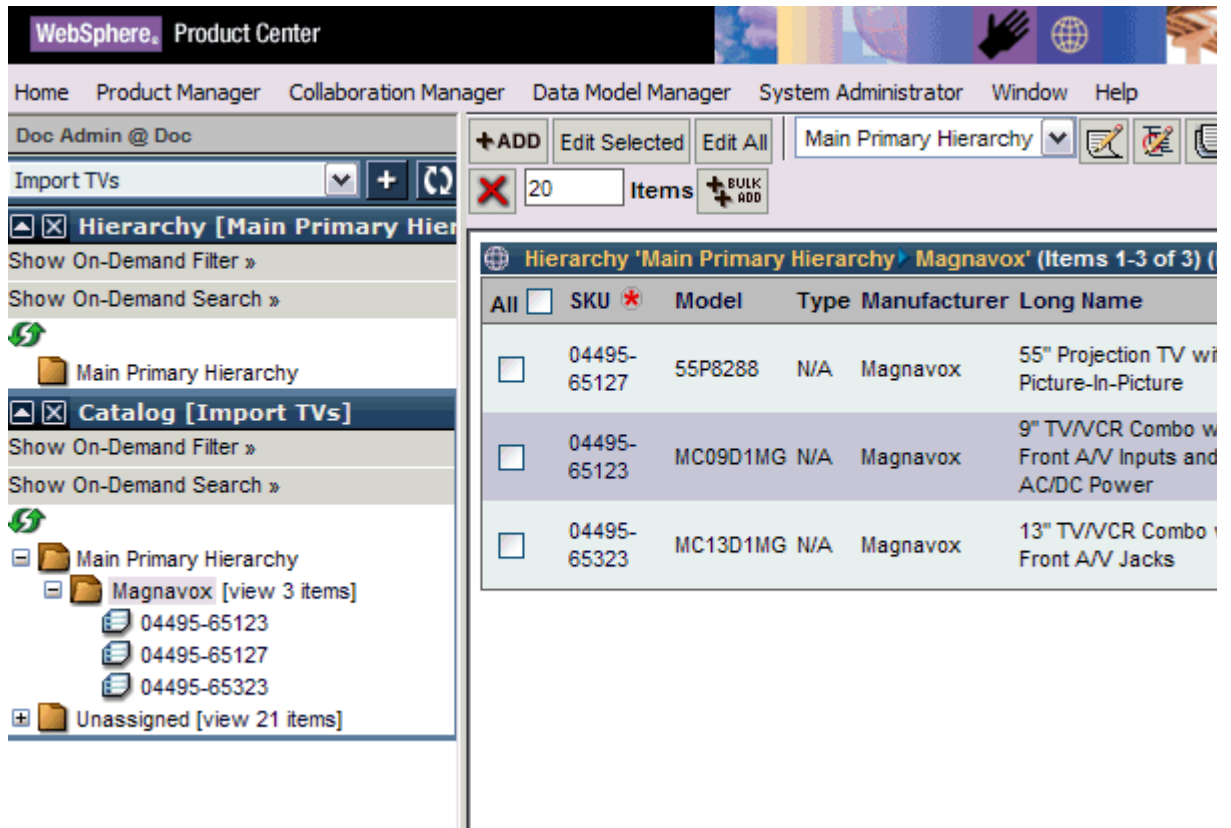 WebSphere® Product Center
Home Product Manager Collaboration Manager Data Model Manager System Administrator Window Help
Doc Admin @ Doc
Import TVs
Hierarchy [Main Primary Hier
Show On-Demand Filter »
Show On-Demand Search »
Main Primary Hierarchy
Catalog [Import TVs]
Show On-Demand Filter »
Show On-Demand Search »
Main Primary Hierarchy
Magnavox [view 3 items]
04495-65123
04495-65127
04495-65323
Unassigned [view 21 items]
+ADD Edit Selected Edit All Main Primary Hierarchy
20 Items BULK ADD
Hierarchy 'Main Primary Hierarchy Magnavox' (Items 1-3 of 3) (
All SKU Model Type Manufacturer Long Name
04495-
65127 55P8288 N/A Magnavox 55" Projection TV wit
Picture-In-Picture
04495-
65123 MC09D1MG N/A Magnavox 9" TV/VCR Combo w
Front A/V Inputs and
AC/DC Power
04495-
65323 MC13D1MG N/A Magnavox 13" TV/VCR Combo
Front A/V Jacks